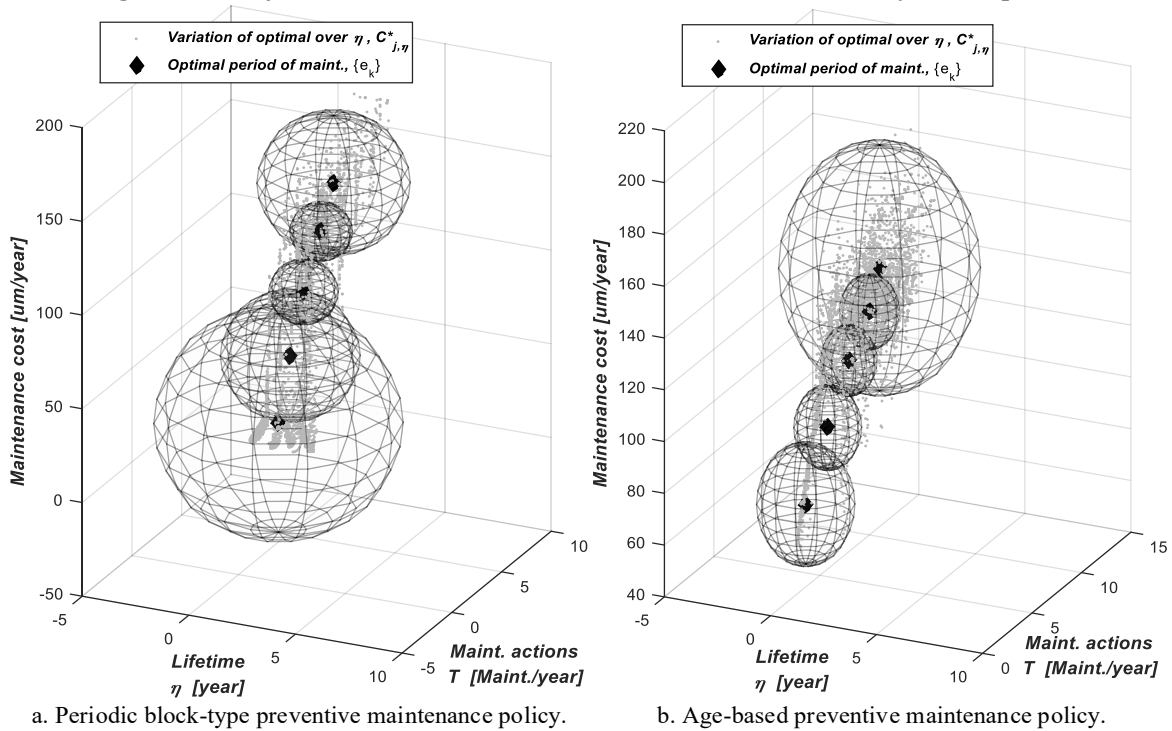 Variation of optimal over η , C*j,η
Optimal period of maint., {ek}
200
150
100
50
0
-50
Maintenance cost [um/year]
-5
0
5
10
Lifetime
η [year]
-5
0
5
10
Maint. actions
T [Maint./year]
a. Periodic block-type preventive maintenance policy.
Variation of optimal over η , C*j,η
Optimal period of maint., {ek}
220
200
180
160
140
120
100
80
60
40
Maintenance cost [um/year]
-5
0
5
10
Lifetime
η [year]
0
5
10
15
Maint. actions
T [Maint./year]
b. Age-based preventive maintenance policy.